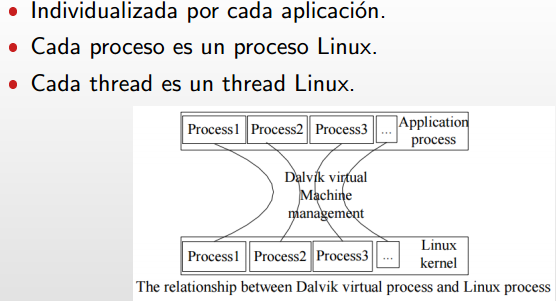 Individualizada por cada aplicación.
Cada proceso es un proceso Linux.
Cada thread es un thread Linux.
Process1 Process2 Process3 ... Application process
Dalvik virtual
Machine
management
Process1 Process2 Process3 ... Linux kernel
The relationship between Dalvik virtual process and Linux process